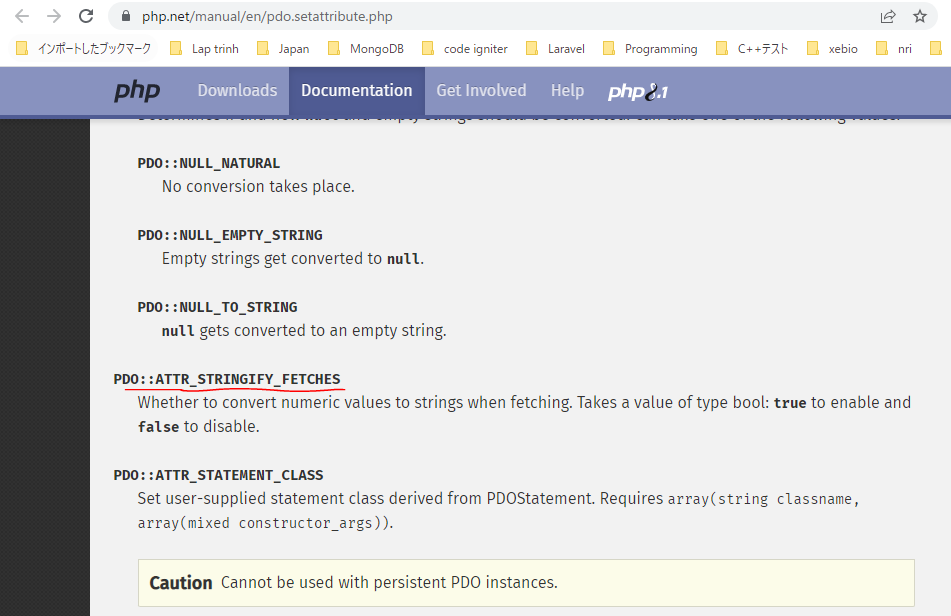 php.net/manual/en/pdo.setattribute.php
インポートしたブックマーク Lap trinh Japan MongoDB code igniter Laravel Programming C++テスト xebio nri
php Downloads Documentation Get Involved Help php8.1
PDO::NULL_NATURAL
No conversion takes place.
PDO::NULL_EMPTY_STRING
Empty strings get converted to null.
PDO::NULL_TO_STRING
null gets converted to an empty string.
PDO::ATTR_STRINGIFY_FETCHES
Whether to convert numeric values to strings when fetching. Takes a value of type bool: true to enable and
false to disable.
PDO::ATTR_STATEMENT_CLASS
Set user-supplied statement class derived from PDOStatement. Requires array(string classname,
array(mixed constructor_args)).
Caution Cannot be used with persistent PDO instances.